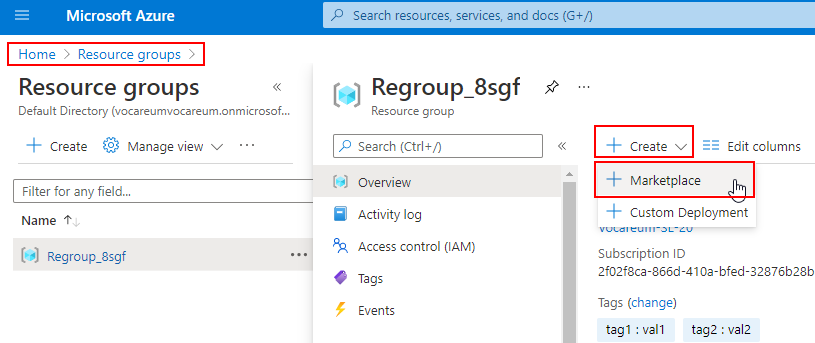 Microsoft Azure
Search resources, services, and docs (G+/)
Home > Resource groups >
Resource groups
Default Directory (vocareumvocareum.onmicrosof...
+ Create
Manage view
...
Filter for any field...
Name ↑↓
Regroup_8sgf
...
Regroup_8sgf
...
Resource group
Search (Ctrl+/)
Overview
Activity log
Access control (IAM)
Tags
Events
+ Create
Edit columns
+ Marketplace
+ Custom Deployment
Vocareum-SL-20
Subscription ID
2f02f8ca-866d-410a-bfed-32876b28b
Tags (change)
tag1 : val1
tag2 : val2